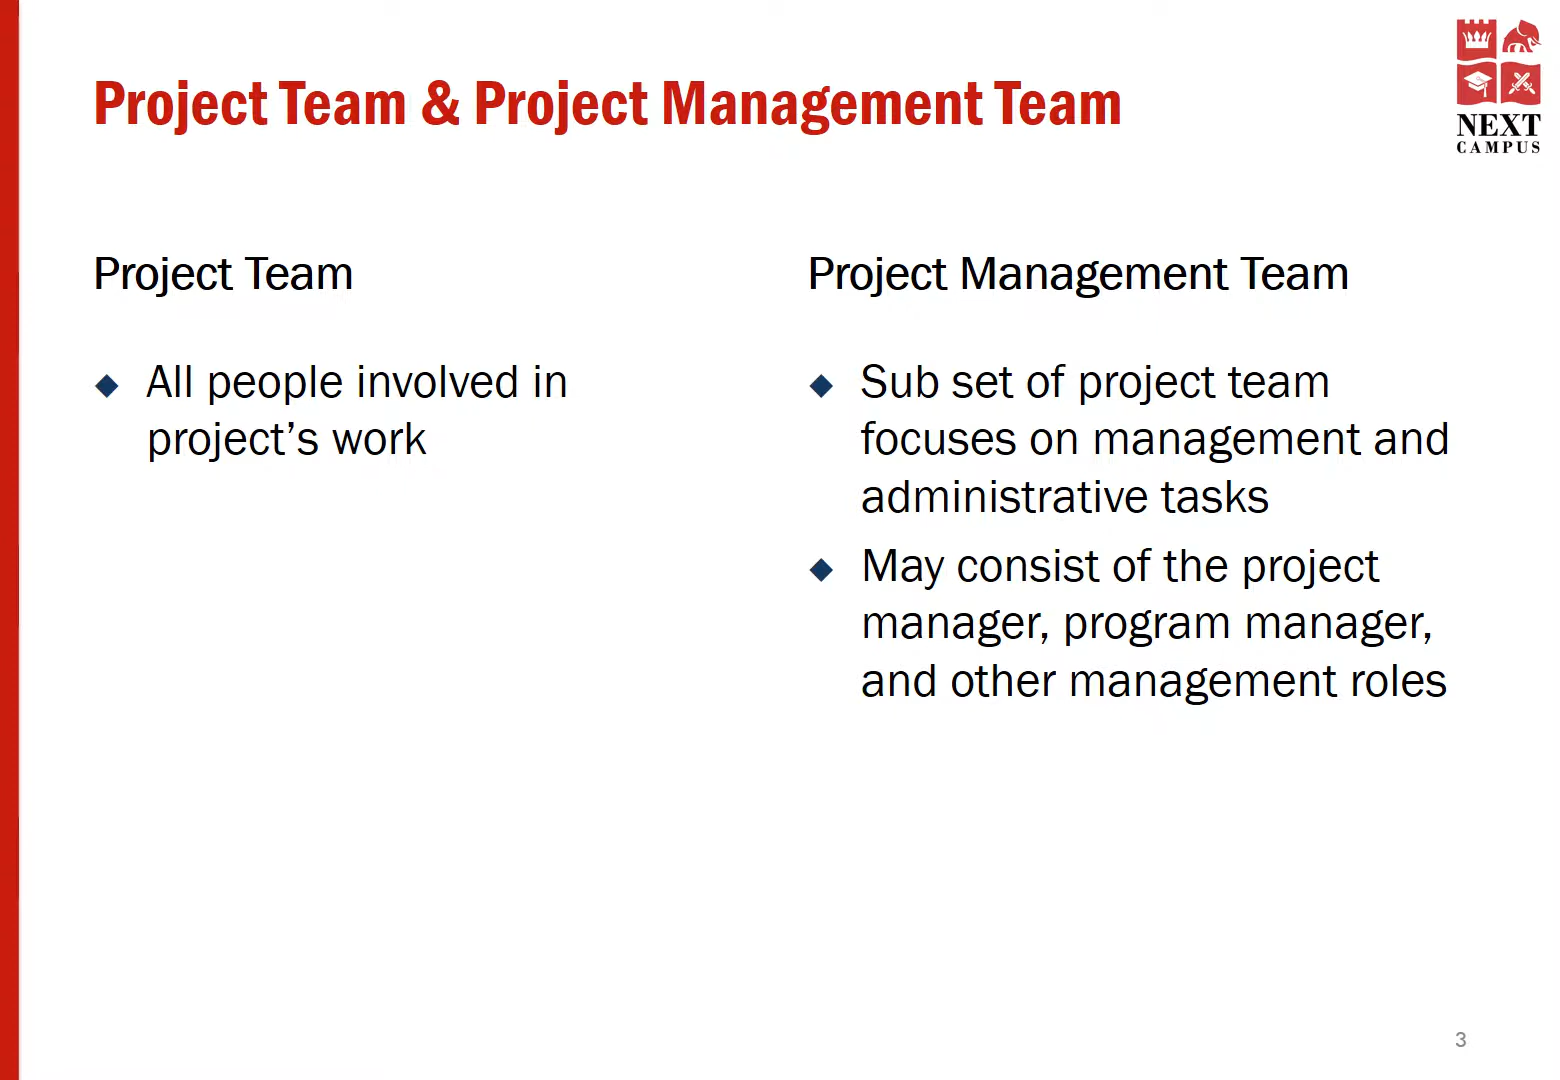 Project Team & Project Management Team
NEXT
CAMPUS
Project Team
All people involved in
project’s work
Project Management Team
Sub set of project team
focuses on management and
administrative tasks
May consist of the project
manager, program manager,
and other management roles
3